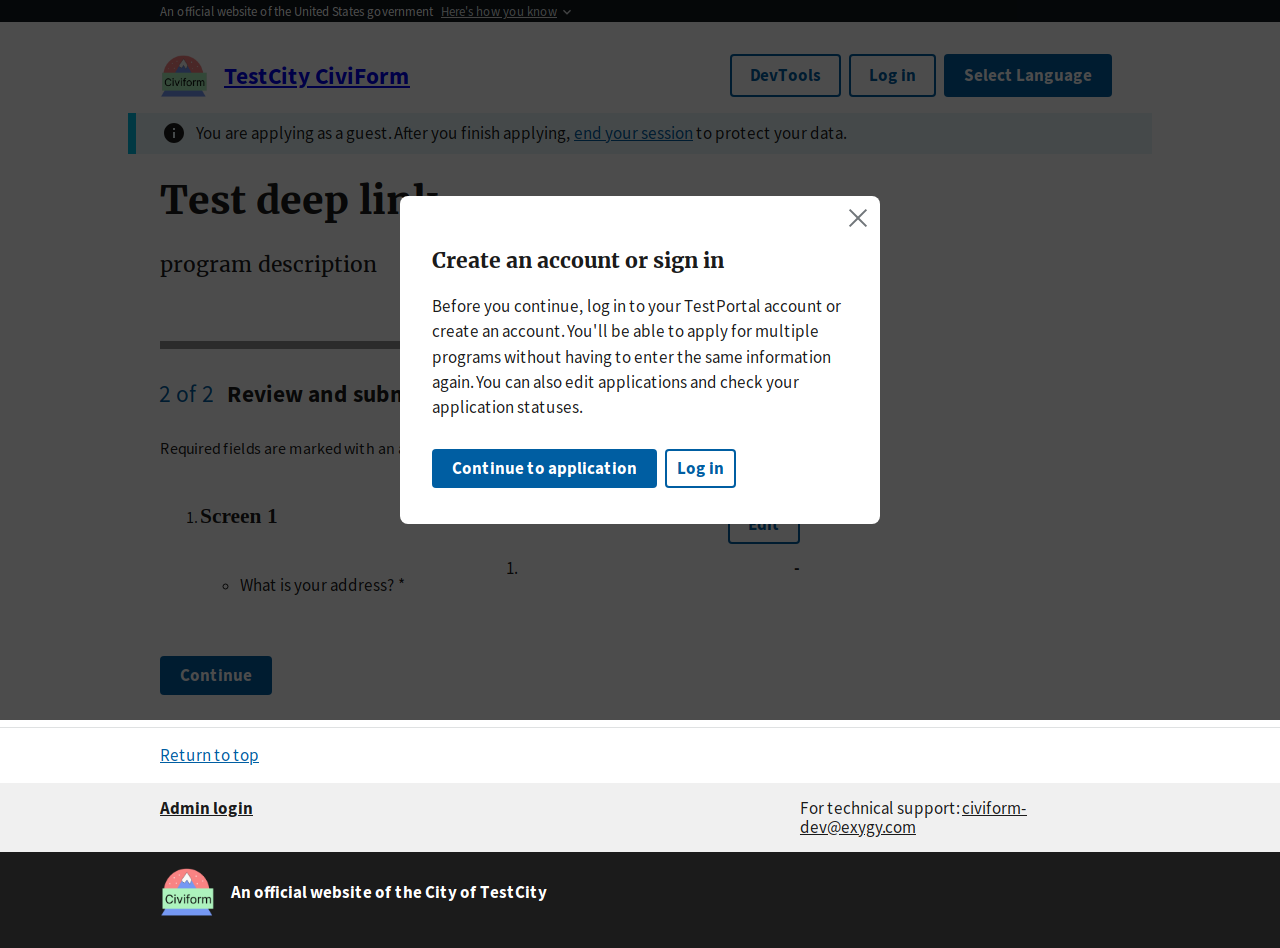 An official website of the United States government Here's how you know
Civiform
TestCity CiviForm
DevTools
Log in
Select Language
You are applying as a guest. After you finish applying, end your session to protect your data.
Test deep link
program description
Create an account or sign in
Before you continue, log in to your TestPortal account or
create an account. You'll be able to apply for multiple
programs without having to enter the same information
again. You can also edit applications and check your
application statuses.
Continue to application
Log in
2 of 2 Review and subm
Required fields are marked with an
1. Screen 1
Edit
What is your address? *
1.
-
Continue
Return to top
Admin login
For technical support: civiform-
dev@exygy.com
Civiform
An official website of the City of TestCity